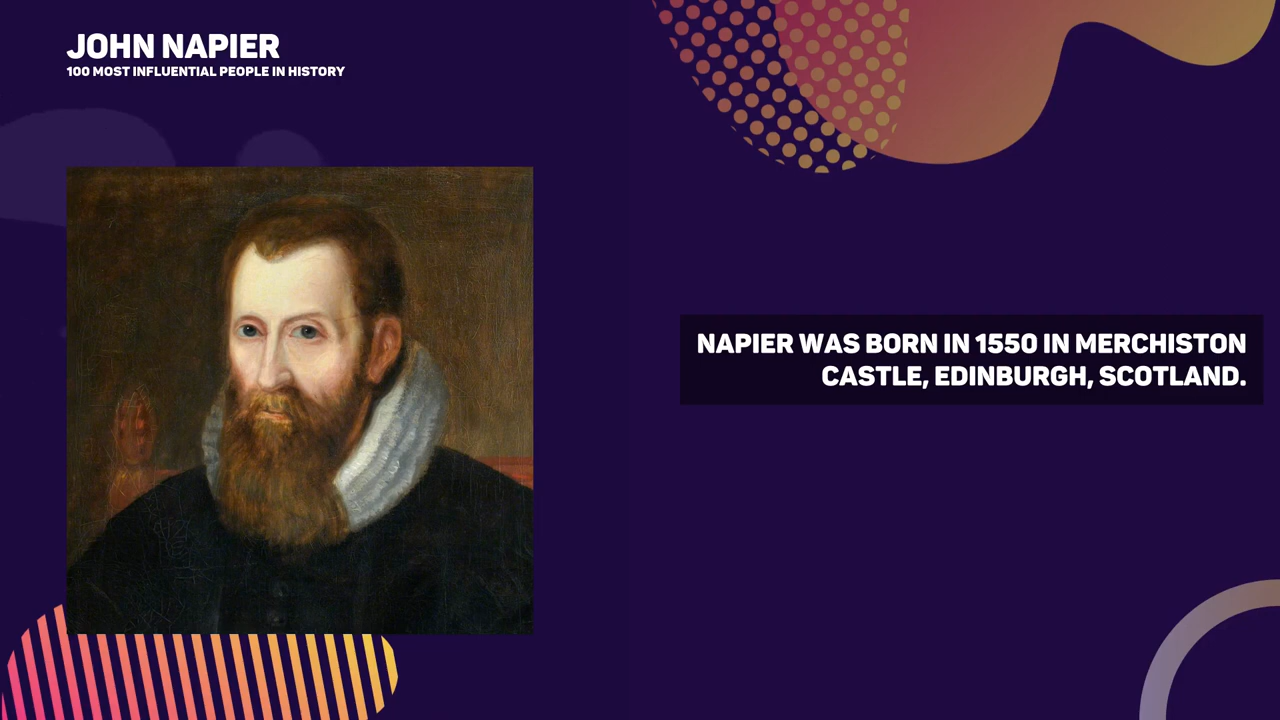 JOHN NAPIER
100 MOST INFLUENTIAL PEOPLE IN HISTORY
NAPIER WAS BORN IN 1550 IN MERCHISTON
CASTLE, EDINBURGH, SCOTLAND.